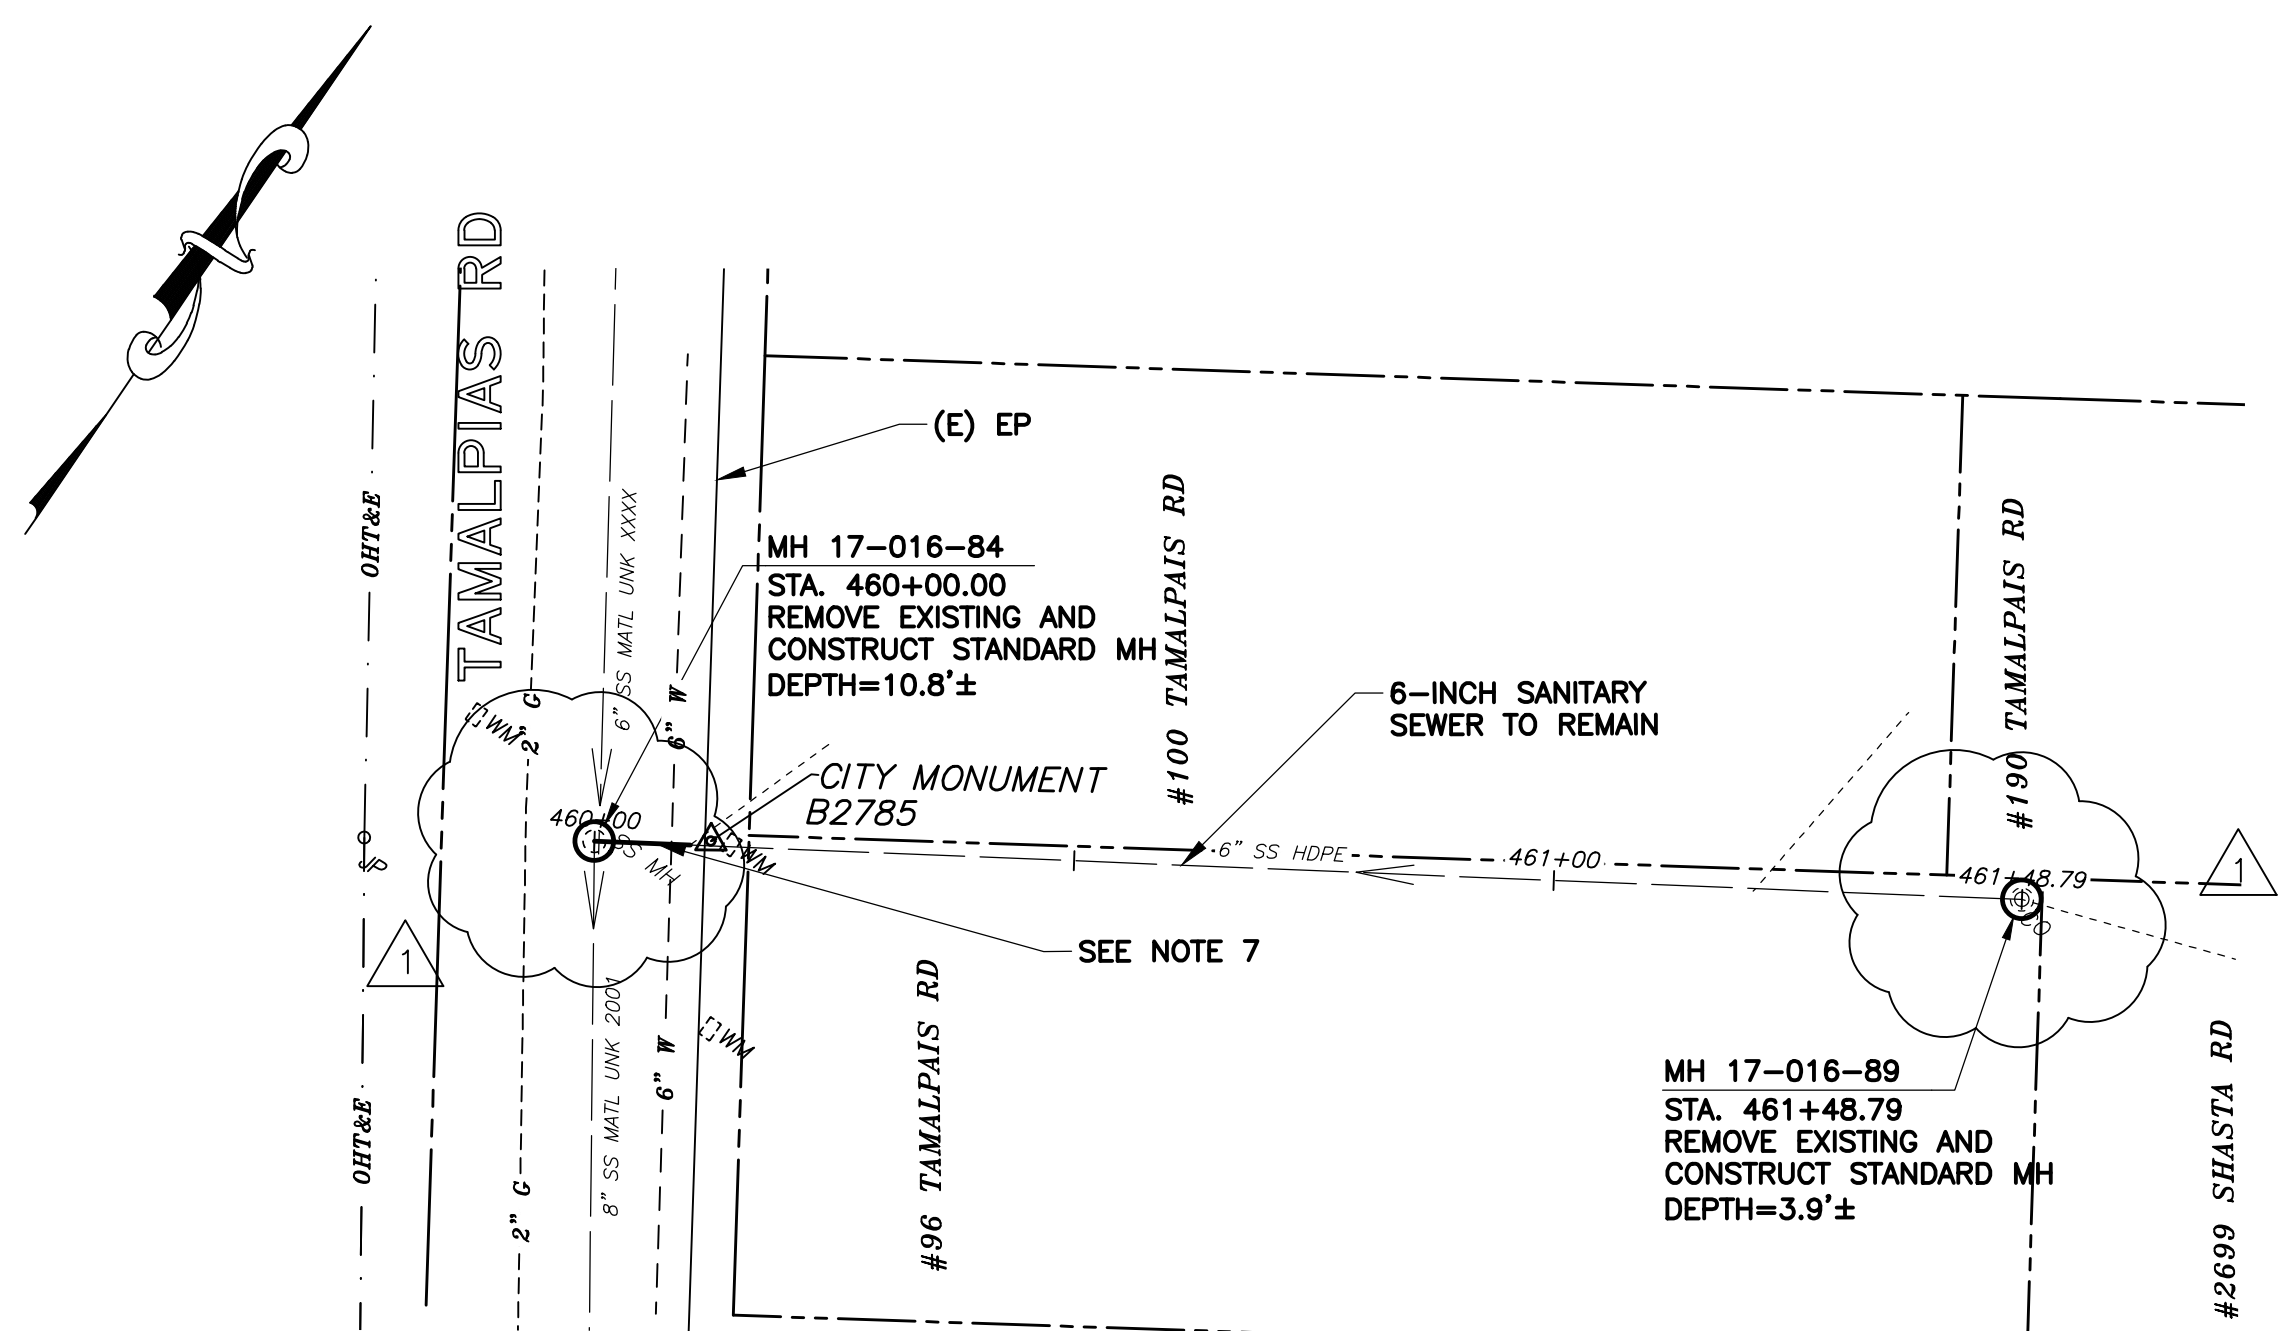 TAMALPIAS RD
OHT&E
(E) EP
MH 17-016-84
STA. 460+00.00
REMOVE EXISTING AND
CONSTRUCT STANDARD MH
DEPTH=10.8'±
6" SS MATL UNK XXXX
#100 TAMALPAIS RD
#190 TAMALPAIS RD
6-INCH SANITARY
SEWER TO REMAIN
WM
2" G
6" W
CITY MONUMENT
B2785
460+00
SS MH
WM
JP
6" SS HDPE
461+00
461+48.79
CO
1
1
SEE NOTE 7
WM
6" W
8" SS MATL UNK 2001
OHT&E
2" G
#96 TAMALPAIS RD
MH 17-016-89
STA. 461+48.79
REMOVE EXISTING AND
CONSTRUCT STANDARD MH
DEPTH=3.9'±
#2699 SHASTA RD